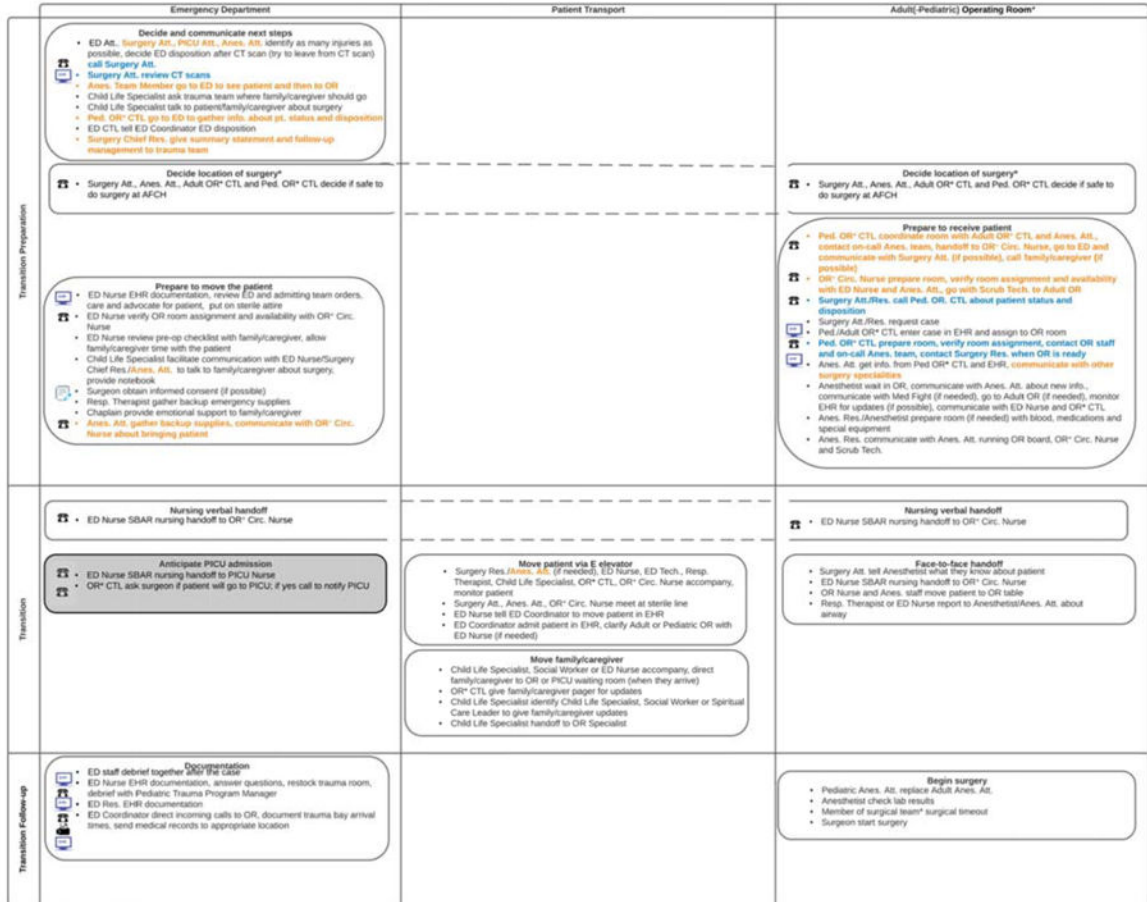 Emergency Department
Patient Transport
Adult(-Pediatric) Operating Room*
Transition Preparation
Decide and communicate next steps
• ED Att., Surgery Att., PICU Att., Anes. Att. identify as many injuries as
possible, decide ED disposition after CT scan (try to leave from CT scan)
call Surgery Att.
• Surgery Att. review CT scans
• Anes. Team Member go to ED to see patient and then to OR
• Child Life Specialist ask trauma team where family/caregiver should go
• Child Life Specialist talk to patient/family/caregiver about surgery
• Ped. OR* CTL go to ED to gather info. about pt. status and disposition
• ED CTL tell ED Coordinator ED disposition
• Surgery Chief Res. give summary statement and follow-up
management to trauma team
Decide location of surgery*
• Surgery Att., Anes. Att., Adult OR* CTL and Ped. OR* CTL decide if safe to
do surgery at AFCH
Decide location of surgery*
• Surgery Att., Anes. Att., Adult OR* CTL and Ped. OR* CTL decide if safe to
do surgery at AFCH
Prepare to move the patient
• ED Nurse EHR documentation, review ED and admitting team orders,
care and advocate for patient, put on sterile attire
• ED Nurse verify OR room assignment and availability with OR* Circ.
Nurse
• ED Nurse review pre-op checklist with family/caregiver, allow
family/caregiver time with the patient
• Child Life Specialist facilitate communication with ED Nurse/Surgery
Chief Res./Anes. Att. to talk to family/caregiver about surgery,
provide notebook
• Surgeon obtain informed consent (if possible)
• Resp. Therapist gather backup emergency supplies
• Chaplain provide emotional support to family/caregiver
• Anes. Att. gather backup supplies, communicate with OR* Circ.
Nurse about bringing patient
Prepare to receive patient
• Ped. OR* CTL coordinate room with Adult OR* CTL and Anes. Att.,
contact on-call Anes. team, handoff to OR* Circ. Nurse, go to ED and
communicate with Surgery Att. (if possible), call family/caregiver (if
possible)
• OR* Circ. Nurse prepare room, verify room assignment and availability
with ED Nurse and Anes. Att., go with Scrub Tech. to Adult OR
• Surgery Att./Res. call Ped. OR. CTL about patient status and
disposition
• Surgery Att./Res. request case
• Ped./Adult OR* CTL enter case in EHR and assign to OR room
• Ped. OR* CTL prepare room, verify room assignment, contact OR staff
and on-call Anes. team, contact Surgery Res. when OR is ready
• Anes. Att. get info. from Ped OR* CTL and EHR, communicate with other
surgery specialities
• Anesthetist wait in OR, communicate with Anes. Att. about new info.,
communicate with Med Fight (if needed), go to Adult OR (if needed), monitor
EHR for updates (if possible), communicate with ED Nurse and OR* CTL
• Anes. Res./Anesthetist prepare room (if needed) with blood, medications and
special equipment
• Anes. Res. communicate with Anes. Att. running OR board, OR* Circ. Nurse
and Scrub Tech.
Transition
Nursing verbal handoff
• ED Nurse SBAR nursing handoff to OR* Circ. Nurse
Nursing verbal handoff
• ED Nurse SBAR nursing handoff to OR* Circ. Nurse
Anticipate PICU admission
• ED Nurse SBAR nursing handoff to PICU Nurse
• OR* CTL ask surgeon if patient will go to PICU; if yes call to notify PICU
Move patient via E elevator
• Surgery Res./Anes. Att. (if needed), ED Nurse, ED Tech., Resp.
Therapist, Child Life Specialist, OR* CTL, OR* Circ. Nurse accompany,
monitor patient
• Surgery Att., Anes. Att., OR* Circ. Nurse meet at sterile line
• ED Nurse tell ED Coordinator to move patient in EHR
• ED Coordinator admit patient in EHR, clarify Adult or Pediatric OR with
ED Nurse (if needed)
Face-to-face handoff
• Surgery Att. tell Anesthetist what they know about patient
• ED Nurse SBAR nursing handoff to OR* Circ. Nurse
• OR Nurse and Anes. staff move patient to OR table
• Resp. Therapist or ED Nurse report to Anesthetist/Anes. Att. about
airway
Move family/caregiver
• Child Life Specialist, Social Worker or ED Nurse accompany, direct
family/caregiver to OR or PICU waiting room (when they arrive)
• OR* CTL give family/caregiver pager for updates
• Child Life Specialist identify Child Life Specialist, Social Worker or Spiritual
Care Leader to give family/caregiver updates
• Child Life Specialist handoff to OR Specialist
Transition Follow-up
Documentation
• ED staff debrief together after the case
• ED Nurse EHR documentation, answer questions, restock trauma room,
debrief with Pediatric Trauma Program Manager
• ED Res. EHR documentation
• ED Coordinator direct incoming calls to OR, document trauma bay arrival
times, send medical records to appropriate location
Begin surgery
• Pediatric Anes. Att. replace Adult Anes. Att.
• Anesthetist check lab results
• Member of surgical team* surgical timeout
• Surgeon start surgery